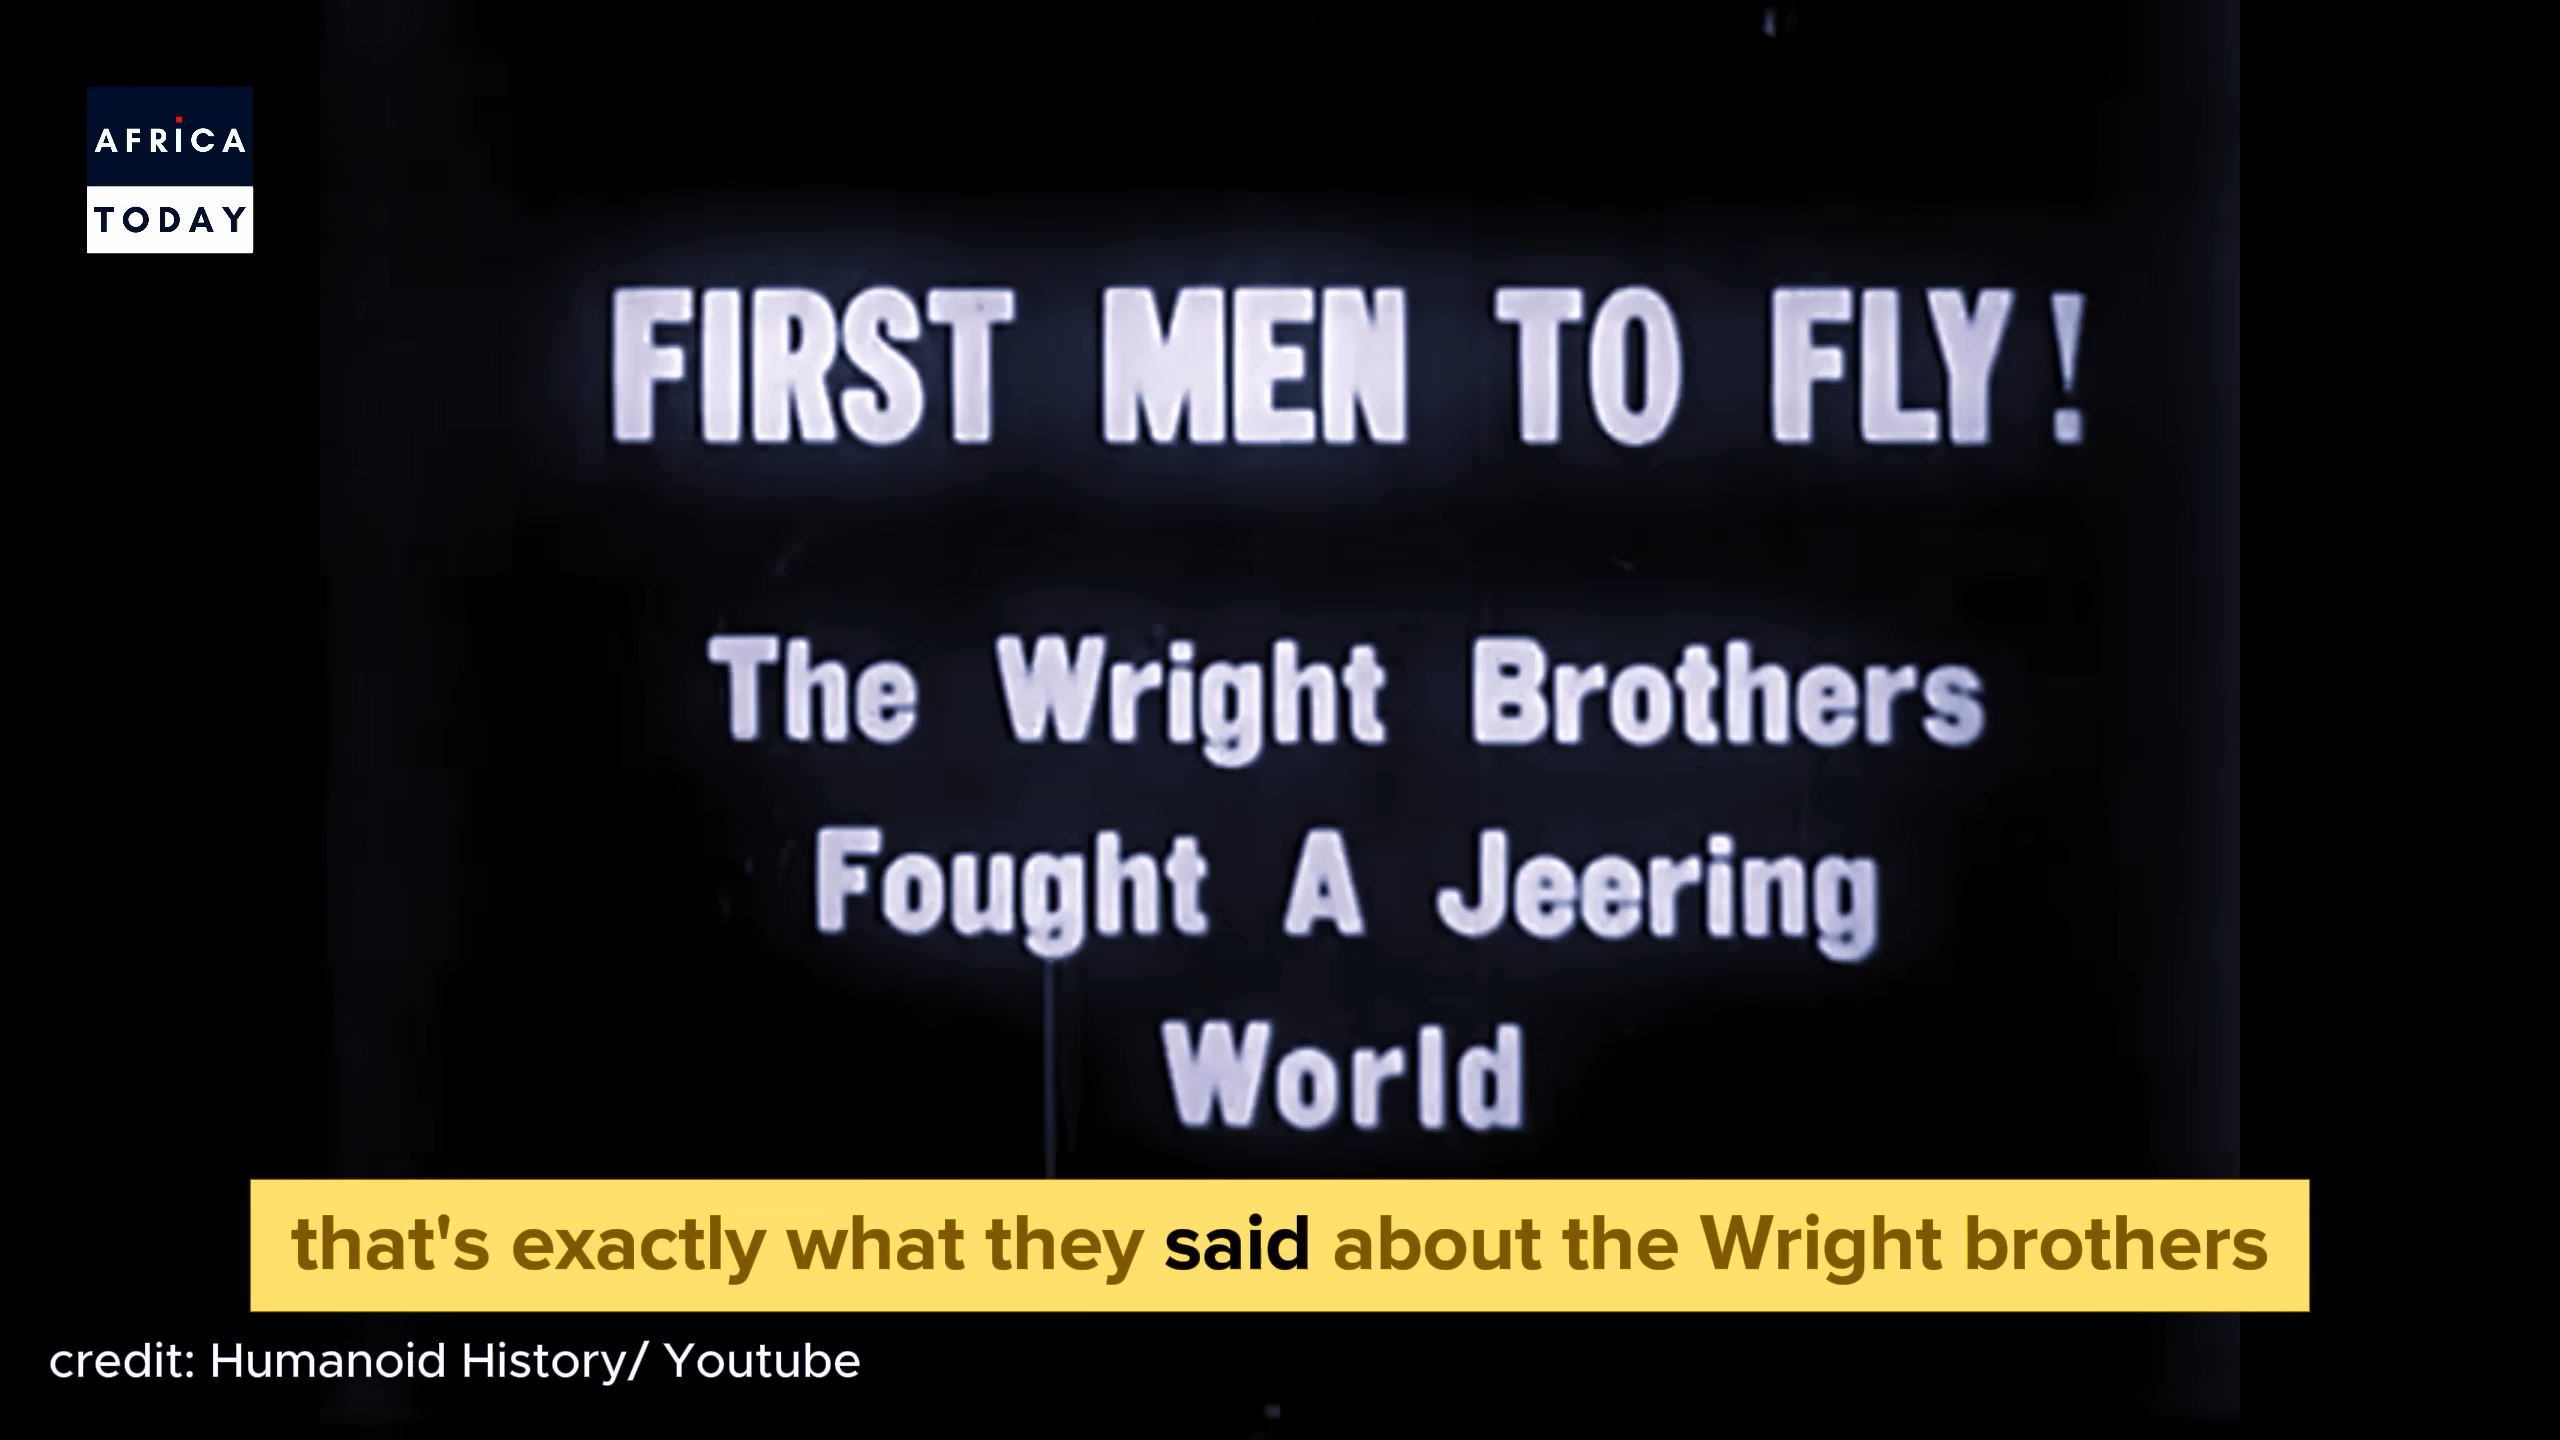 AFRICA
TODAY
FIRST MEN TO FLY!
The Wright Brothers
Fought A Jeering
World
that's exactly what they said about the Wright brothers
credit: Humanoid History/ Youtube